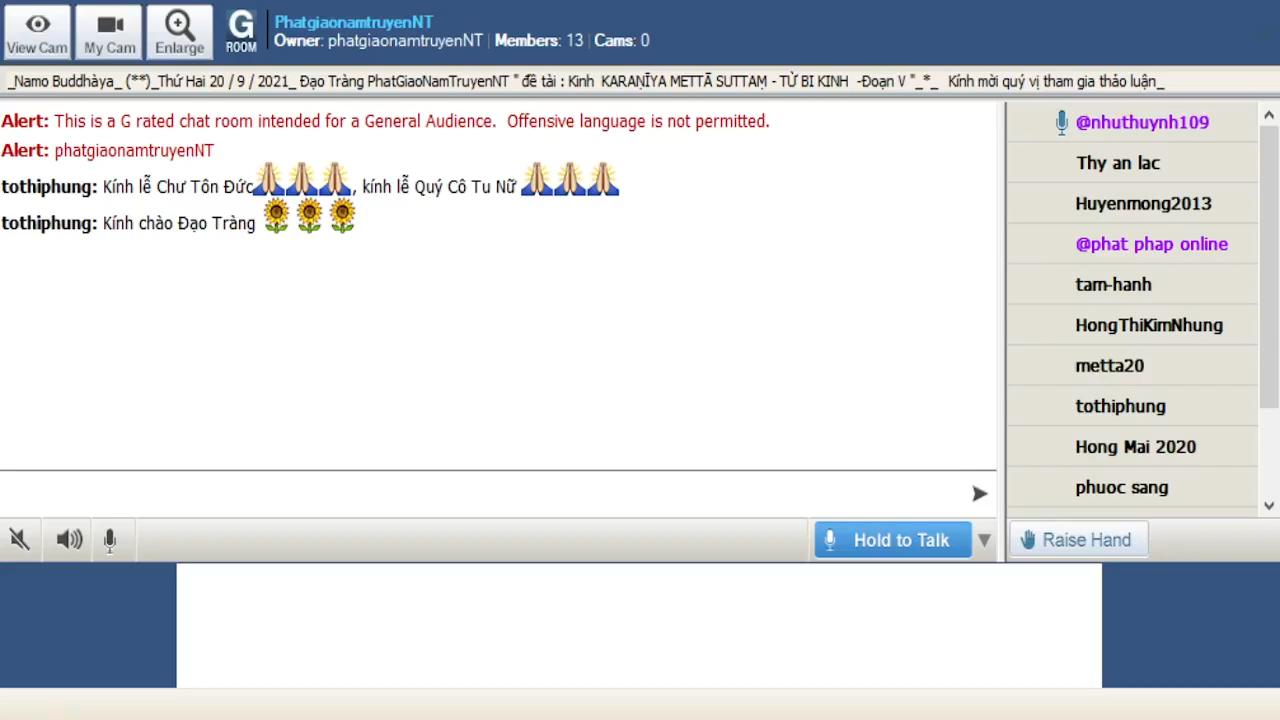 View Cam
My Cam
Enlarge
G
ROOM
PhatgiaonamtruyenNT
Owner: phatgiaonamtruyenNT | Members: 13 | Cams: 0
_Namo Buddhàya_ (**)_Thứ Hai 20 / 9 / 2021_ Đạo Tràng PhatGiaoNamTruyenNT " đề tài : Kinh KARAṆĪYA METTĀ SUTTAṂ - TỪ BI KINH -Đoạn V "_*_ Kính mời quý vị tham gia thảo luận_
Alert: This is a G rated chat room intended for a General Audience. Offensive language is not permitted.
Alert: phatgiaonamtruyenNT
tothiphung: Kính lễ Chư Tôn Đức🙏🙏🙏, kính lễ Quý Cô Tu Nữ 🙏🙏🙏
tothiphung: Kính chào Đạo Tràng 🌻🌻🌻
@nhuthuynh109
Thy an lac
Huyenmong2013
@phat phap online
tam-hanh
HongThiKimNhung
metta20
tothiphung
Hong Mai 2020
phuoc sang
Hold to Talk
Raise Hand